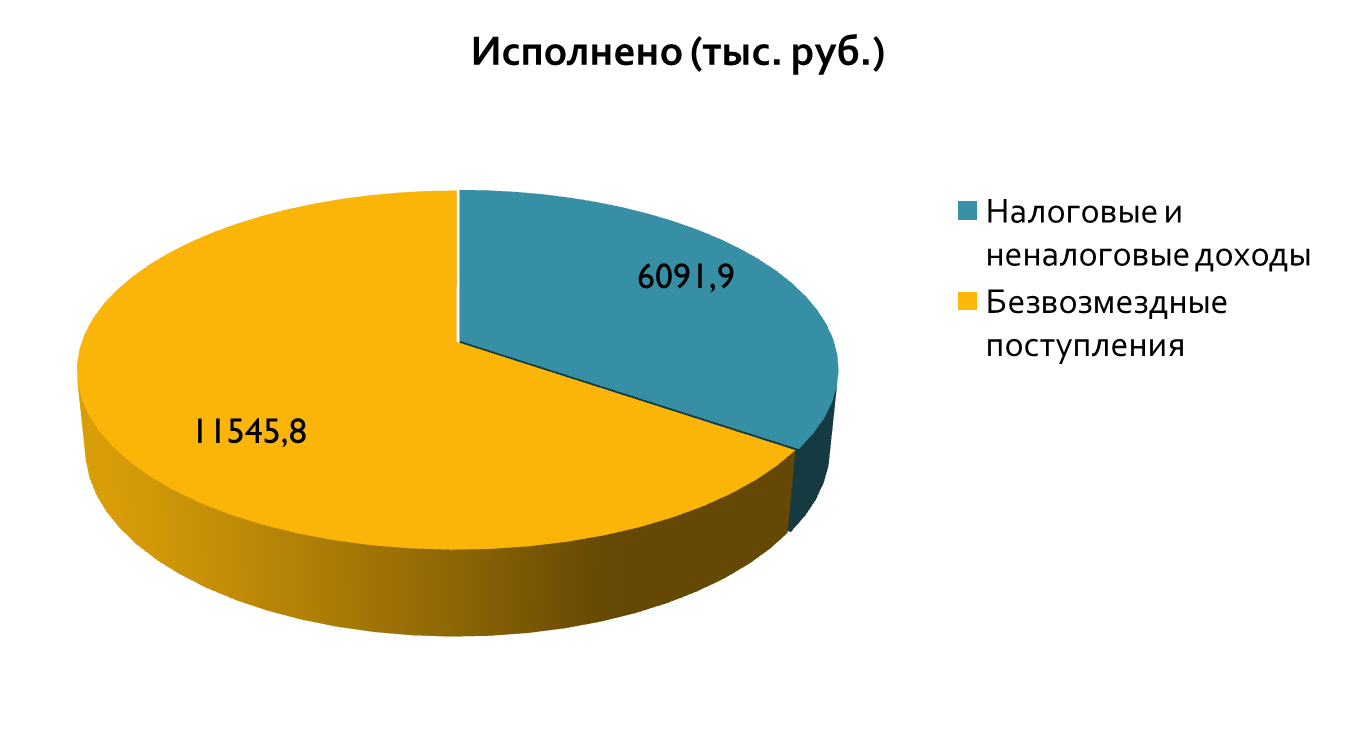 Исполнено (тыс. руб.)
6091,9
11545,8
Налоговые и
неналоговые доходы
Безвозмездные
поступления